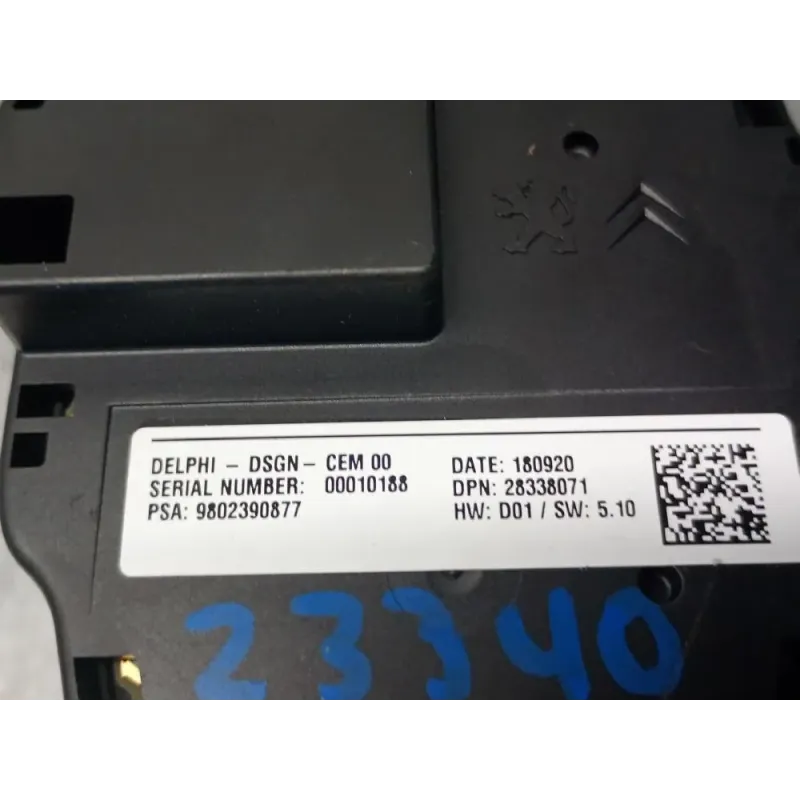 DELPHI - DSGN - CEM 00
SERIAL NUMBER: 00010188
PSA: 9802390877
DATE: 180920
DPN: 28338071
HW: D01 / SW: 5.10
23340